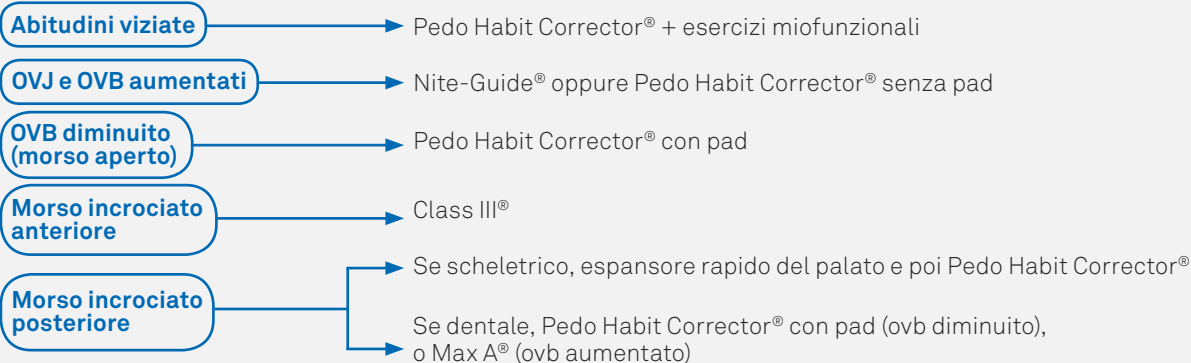 Abitudini viziate
Pedo Habit Corrector® + esercizi miofunzionali
OVJ e OVB aumentati
Nite-Guide® oppure Pedo Habit Corrector® senza pad
OVB diminuito
(morso aperto)
Pedo Habit Corrector® con pad
Morso incrociato
anteriore
Class III®
Morso incrociato
posteriore
Se scheletrico, espansore rapido del palato e poi Pedo Habit Corrector®
Se dentale, Pedo Habit Corrector® con pad (ovb diminuito),
o Max A® (ovb aumentato)